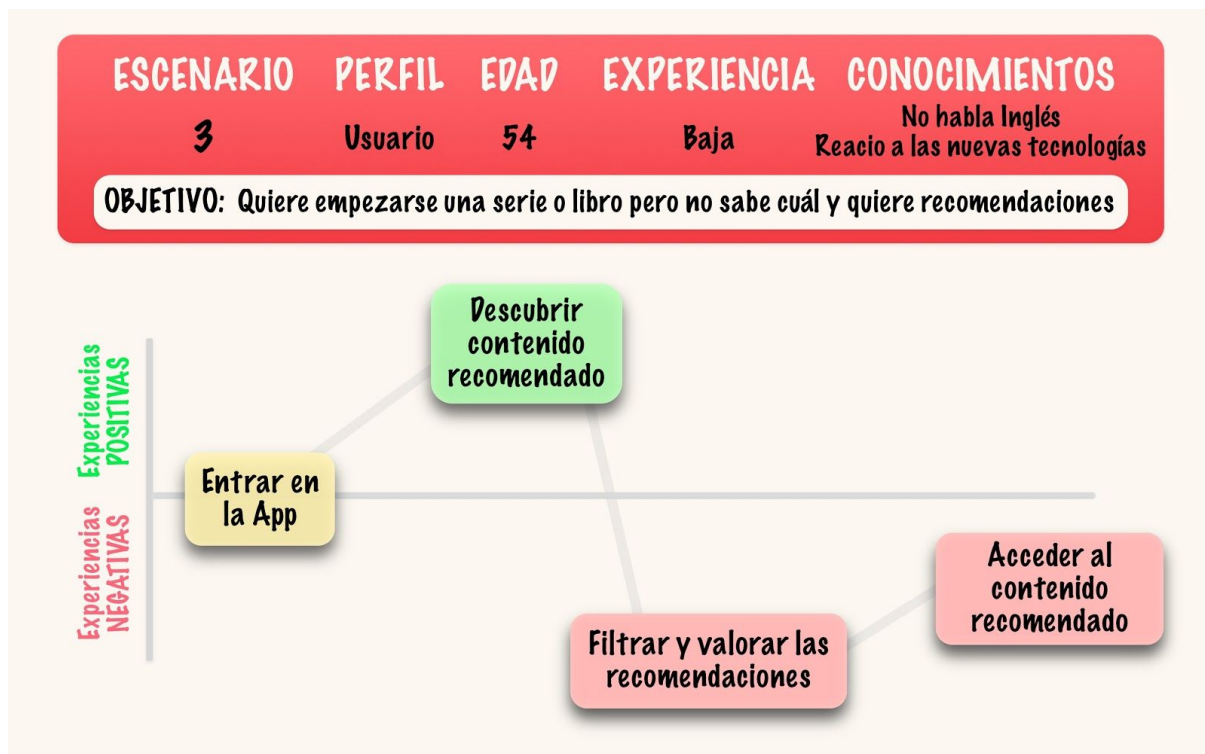 ESCENARIO PERFIL EDAD EXPERIENCIA CONOCIMIENTOS
3 Usuario 54 Baja No habla Inglés
Reacio a las nuevas tecnologías
OBJETIVO: Quiere empezarse una serie o libro pero no sabe cuál y quiere recomendaciones
Experiencias
POSITIVAS
Experiencias
NEGATIVAS
Entrar en
la App
Descubrir
contenido
recomendado
Filtrar y valorar las
recomendaciones
Acceder al
contenido
recomendado